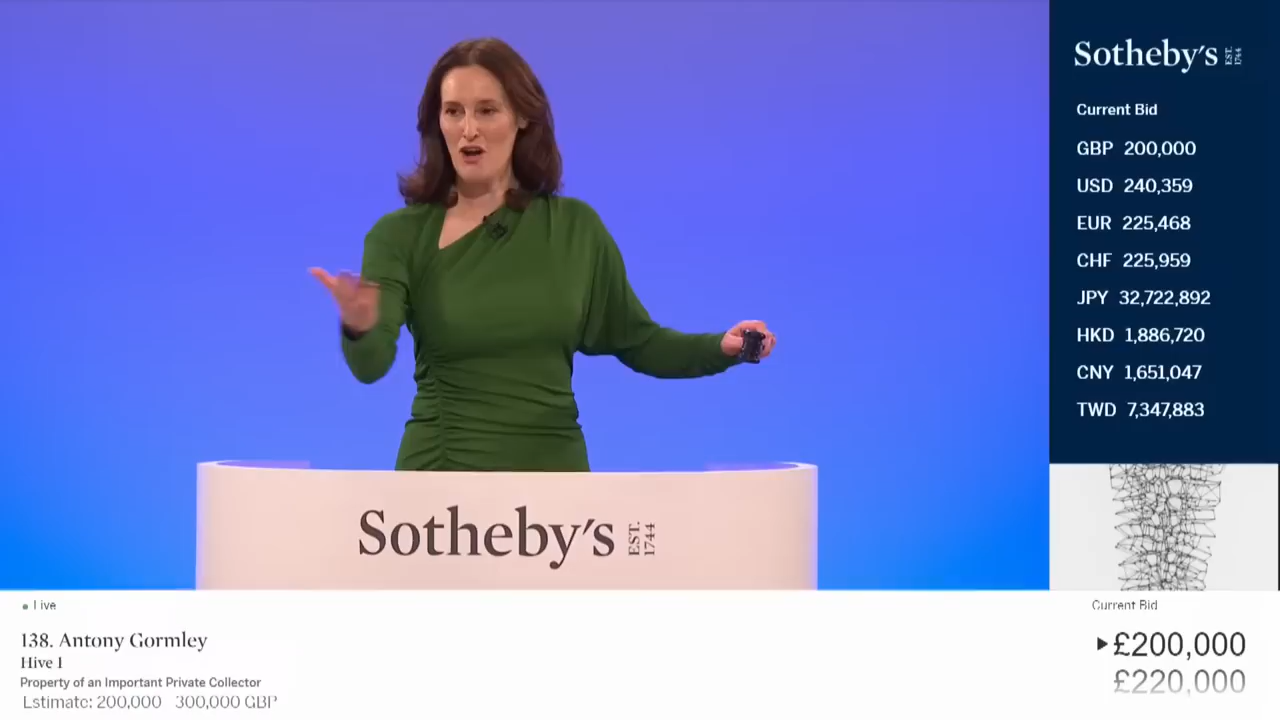 Sotheby's EST. 1744
Current Bid
GBP 200,000
USD 240,359
EUR 225,468
CHF 225,959
JPY 32,722,892
HKD 1,886,720
CNY 1,651,047
TWD 7,347,883
Sotheby's EST. 1744
Live
138. Antony Gormley
Hive I
Property of an Important Private Collector
Estimate: 200,000 300,000 GBP
Current Bid
£200,000
£220,000